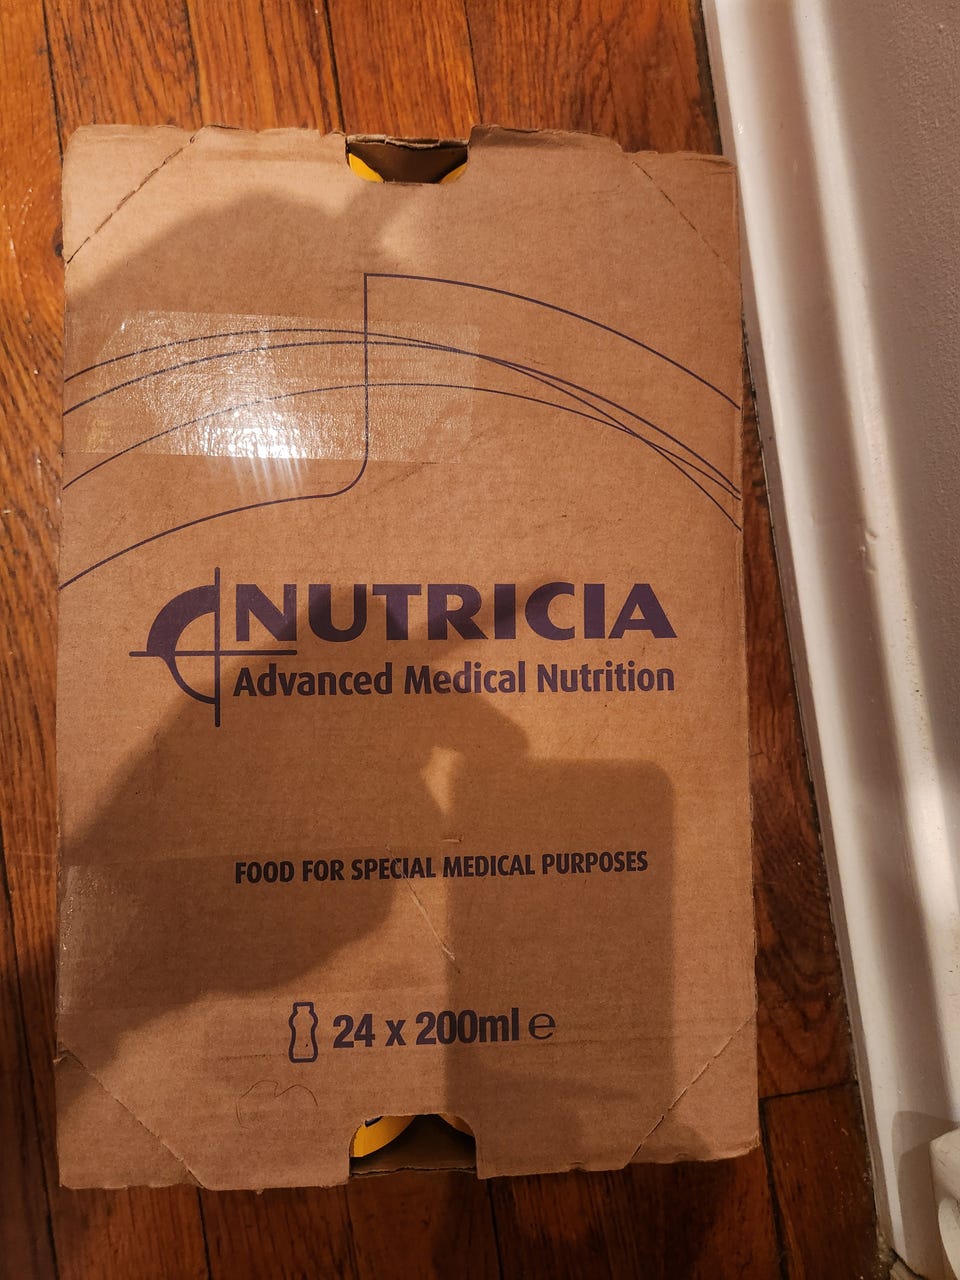 NUTRICIA
Advanced Medical Nutrition
FOOD FOR SPECIAL MEDICAL PURPOSES
24 x 200ml ℮